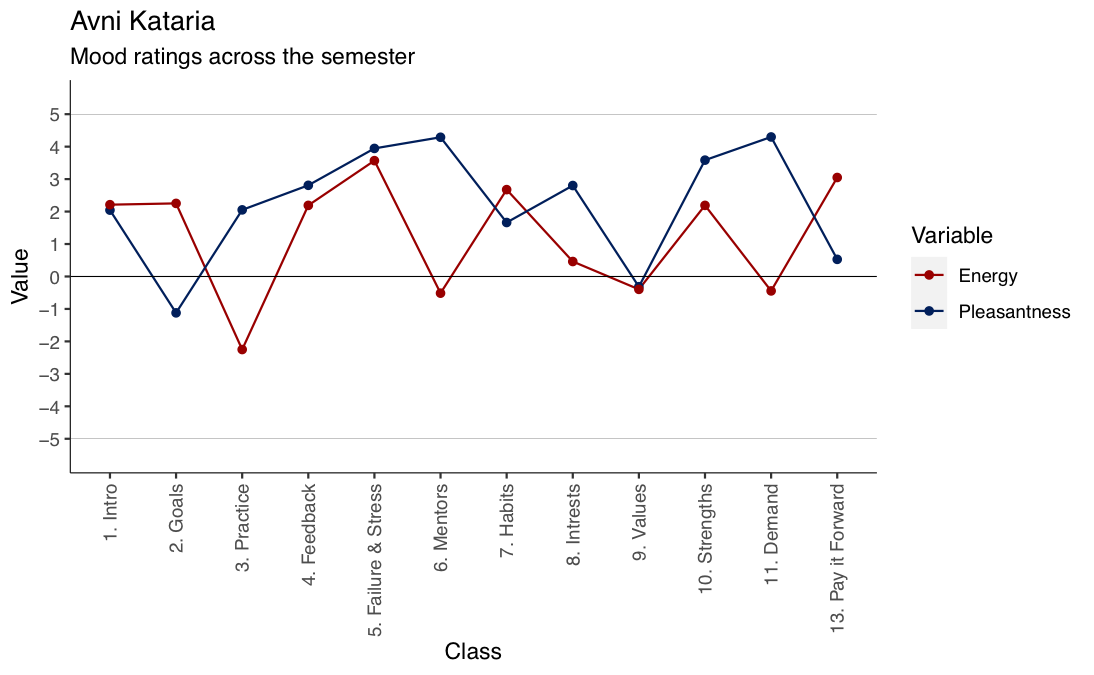 Avni Kataria
Mood ratings across the semester
Value
5
4
3
2
1
0
−1
−2
−3
−4
−5
1. Intro
2. Goals
3. Practice
4. Feedback
5. Failure & Stress
6. Mentors
7. Habits
8. Intrests
9. Values
10. Strengths
11. Demand
13. Pay it Forward
Class
Variable
Energy
Pleasantness